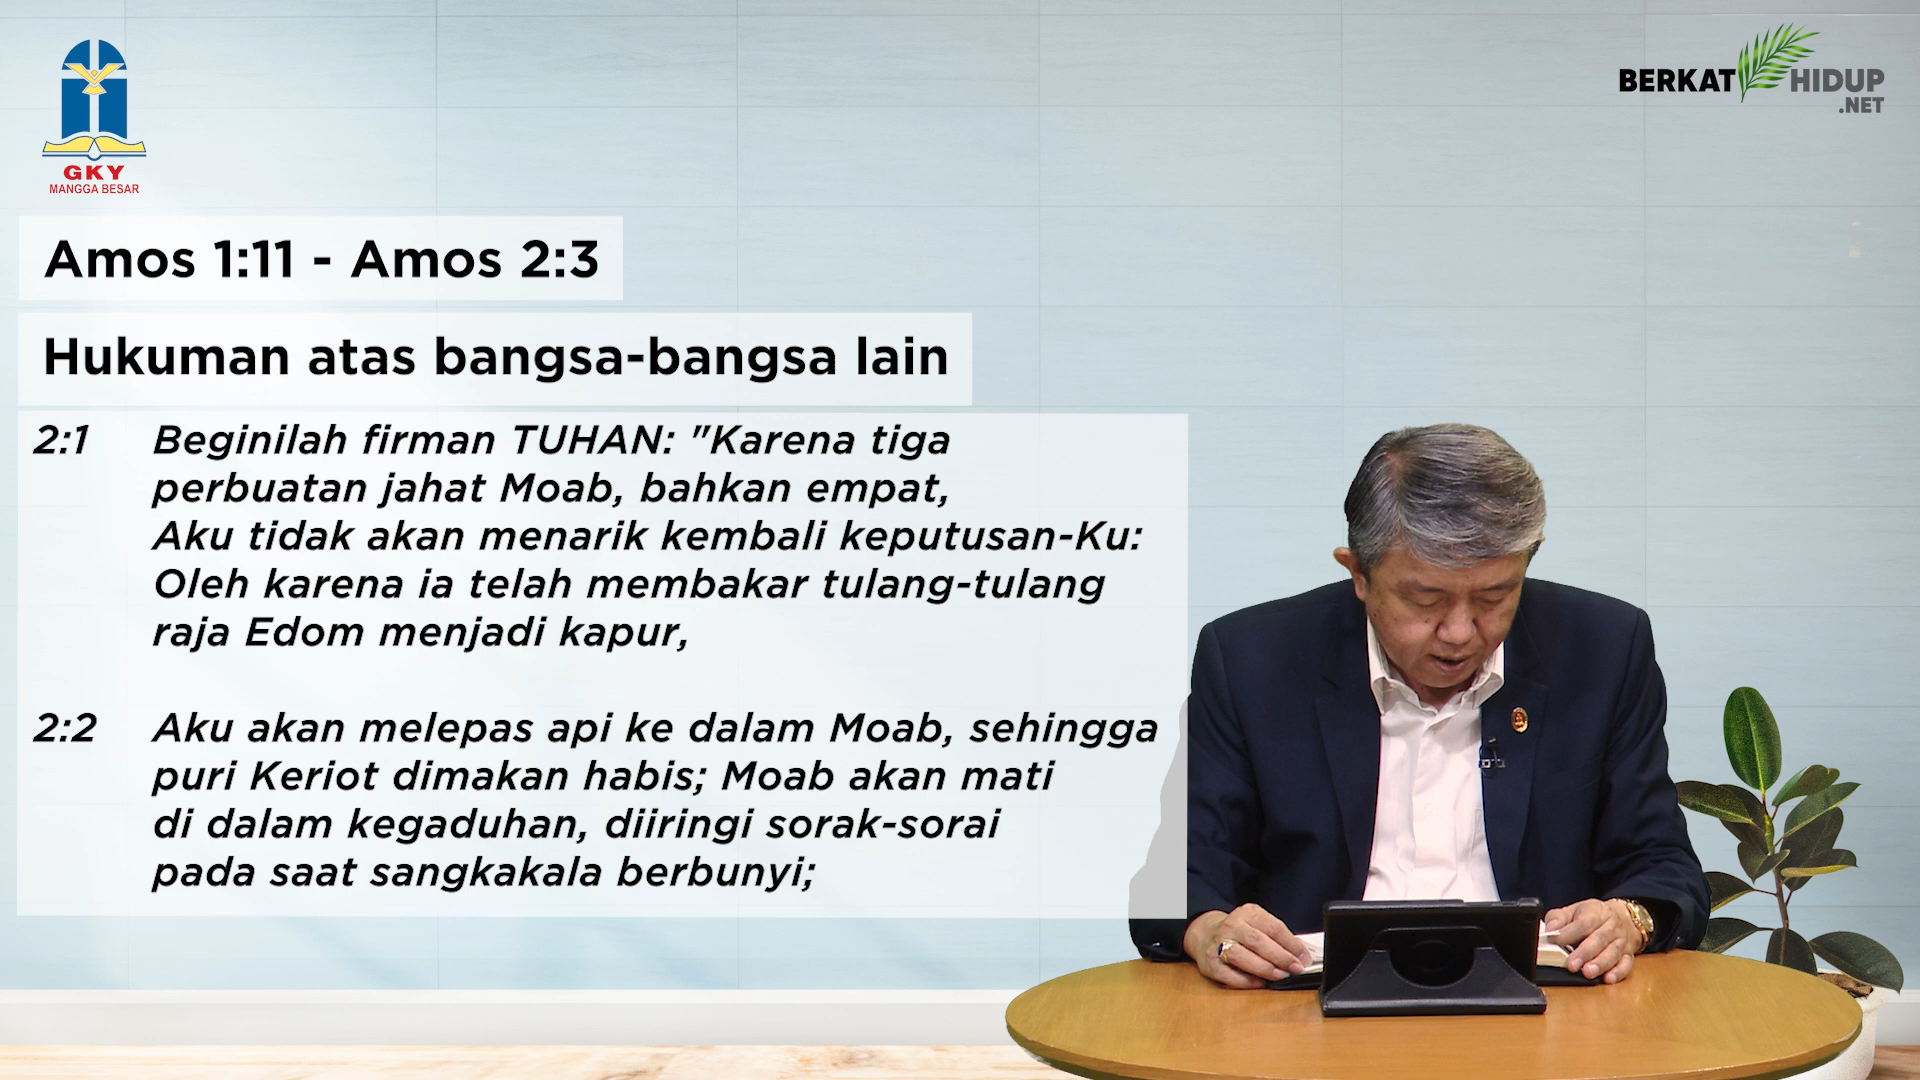 GKY
MANGGA BESAR
BERKAT HIDUP
.NET
Amos 1:11 - Amos 2:3
Hukuman atas bangsa-bangsa lain
2:1 Beginilah firman TUHAN: "Karena tiga
perbuatan jahat Moab, bahkan empat,
Aku tidak akan menarik kembali keputusan-Ku:
Oleh karena ia telah membakar tulang-tulang
raja Edom menjadi kapur,
2:2 Aku akan melepas api ke dalam Moab, sehingga
puri Keriot dimakan habis; Moab akan mati
di dalam kegaduhan, diiringi sorak-sorai
pada saat sangkakala berbunyi;